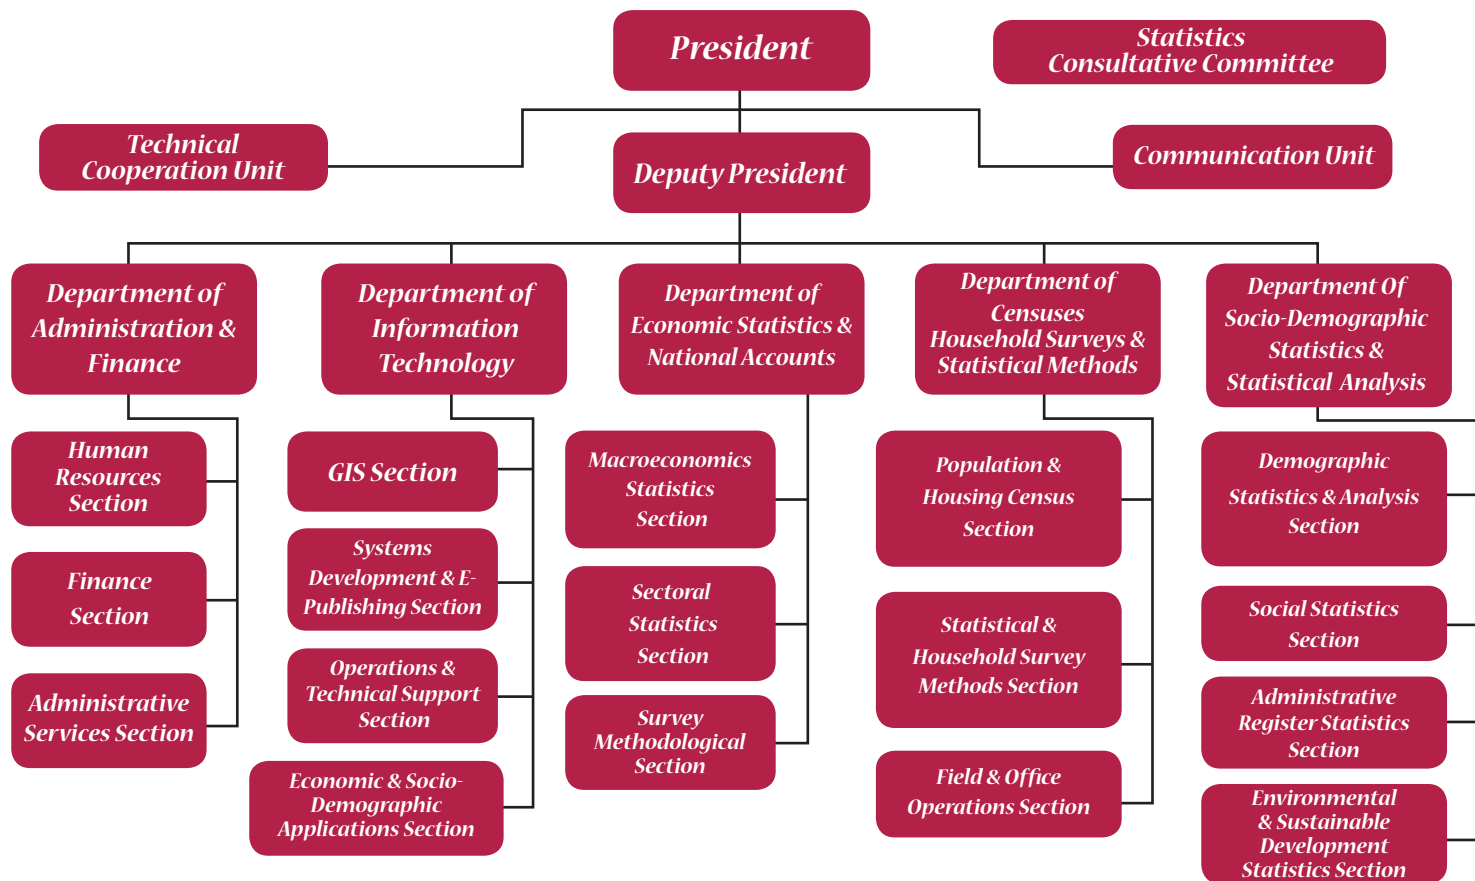 President
Statistics
Consultative Committee
Technical
Cooperation Unit
Deputy President
Communication Unit
Department of
Administration &
Finance
Department of
Information
Technology
Department of
Economic Statistics &
National Accounts
Department of
Censuses
Household Surveys &
Statistical Methods
Department Of
Socio-Demographic
Statistics &
Statistical Analysis
Human
Resources
Section
Finance
Section
Administrative
Services Section
GIS Section
Systems
Development & E-
Publishing Section
Operations &
Technical Support
Section
Economic & Socio-
Demographic
Applications Section
Macroeconomics
Statistics
Section
Sectoral
Statistics
Section
Survey
Methodological
Section
Population &
Housing Census
Section
Statistical &
Household Survey
Methods Section
Field & Office
Operations Section
Demographic
Statistics & Analysis
Section
Social Statistics
Section
Administrative
Register Statistics
Section
Environmental
& Sustainable
Development
Statistics Section